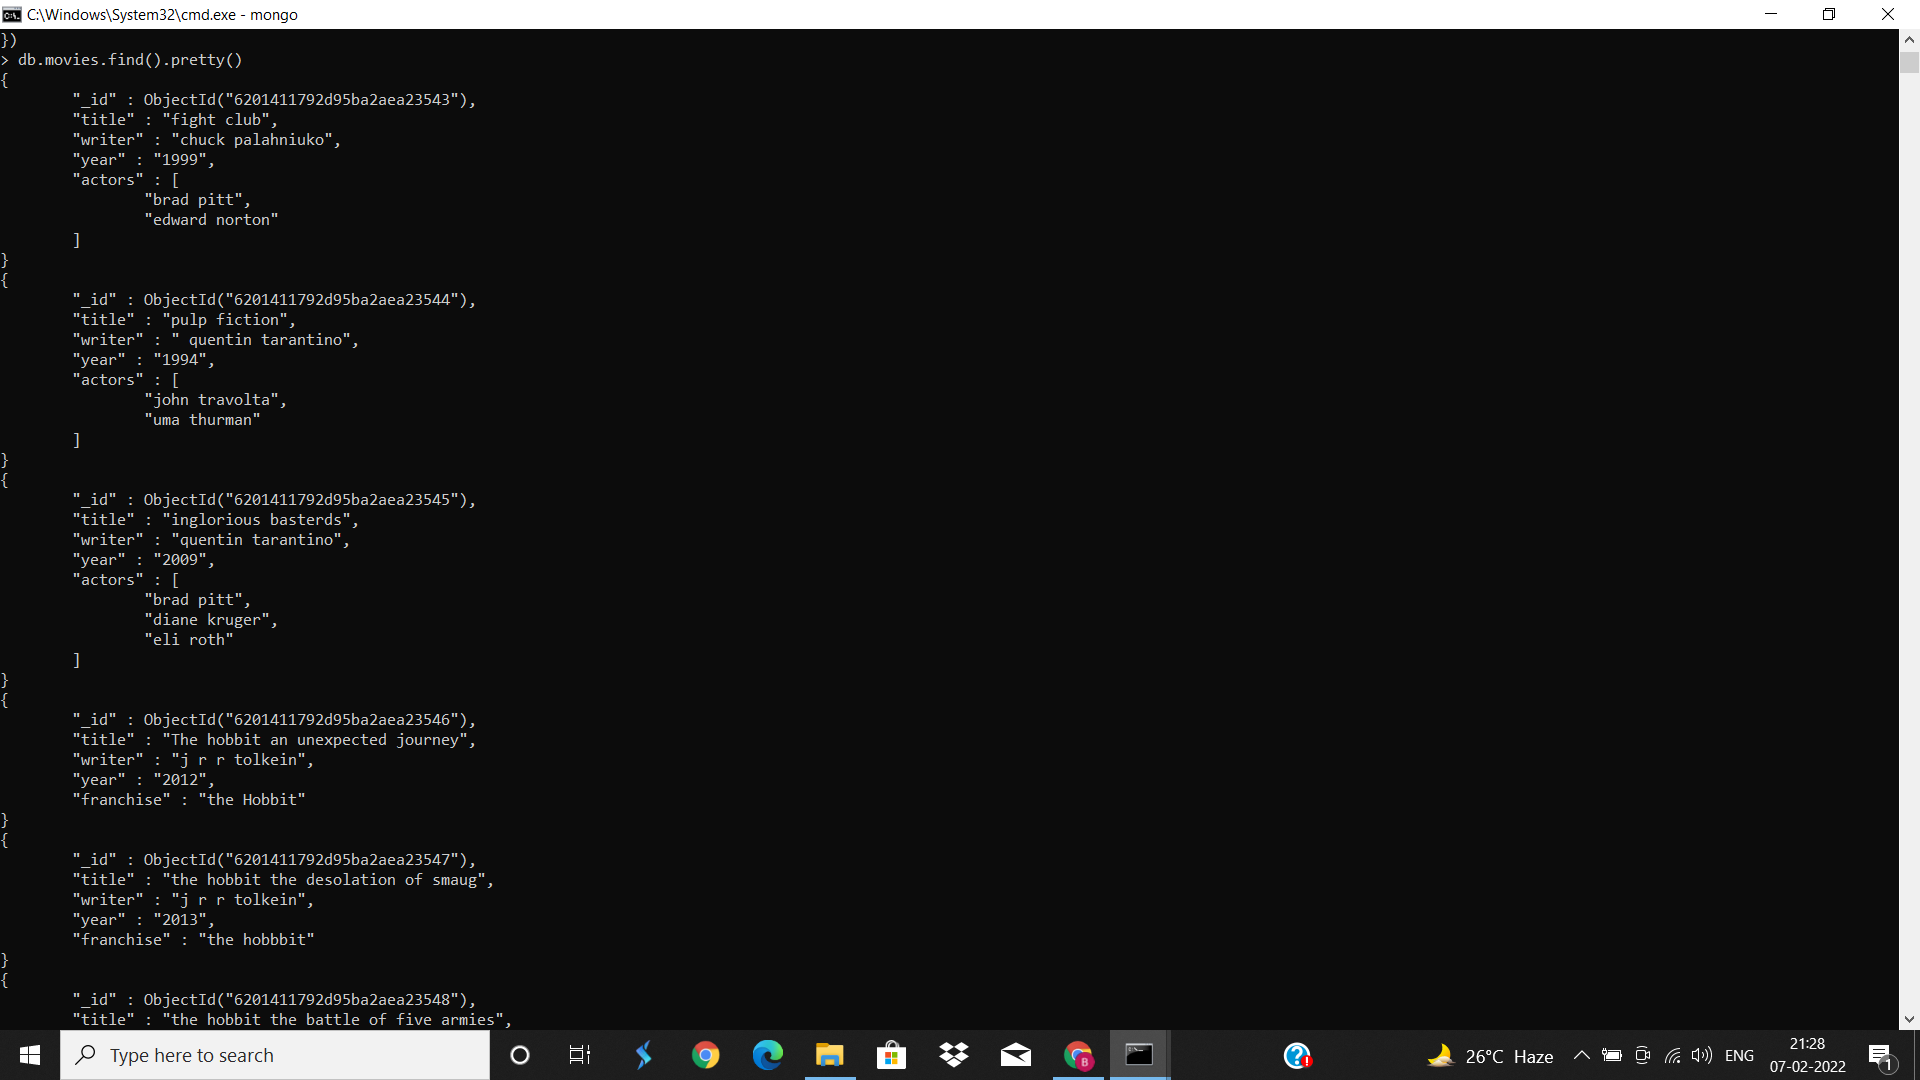 C:\Windows\System32\cmd.exe - mongo
})
> db.movies.find().pretty()
{
        "_id" : ObjectId("6201411792d95ba2aea23543"),
        "title" : "fight club",
        "writer" : "chuck palahniuko",
        "year" : "1999",
        "actors" : [
                "brad pitt",
                "edward norton"
        ]
}
{
        "_id" : ObjectId("6201411792d95ba2aea23544"),
        "title" : "pulp fiction",
        "writer" : " quentin tarantino",
        "year" : "1994",
        "actors" : [
                "john travolta",
                "uma thurman"
        ]
}
{
        "_id" : ObjectId("6201411792d95ba2aea23545"),
        "title" : "inglorious basterds",
        "writer" : "quentin tarantino",
        "year" : "2009",
        "actors" : [
                "brad pitt",
                "diane kruger",
                "eli roth"
        ]
}
{
        "_id" : ObjectId("6201411792d95ba2aea23546"),
        "title" : "The hobbit an unexpected journey",
        "writer" : "j r r tolkein",
        "year" : "2012",
        "franchise" : "the Hobbit"
}
{
        "_id" : ObjectId("6201411792d95ba2aea23547"),
        "title" : "the hobbit the desolation of smaug",
        "writer" : "j r r tolkein",
        "year" : "2013",
        "franchise" : "the hobbbit"
}
{
        "_id" : ObjectId("6201411792d95ba2aea23548"),
        "title" : "the hobbit the battle of five armies",
Type here to search
B
26°C Haze
ENG
21:28
07-02-2022
1